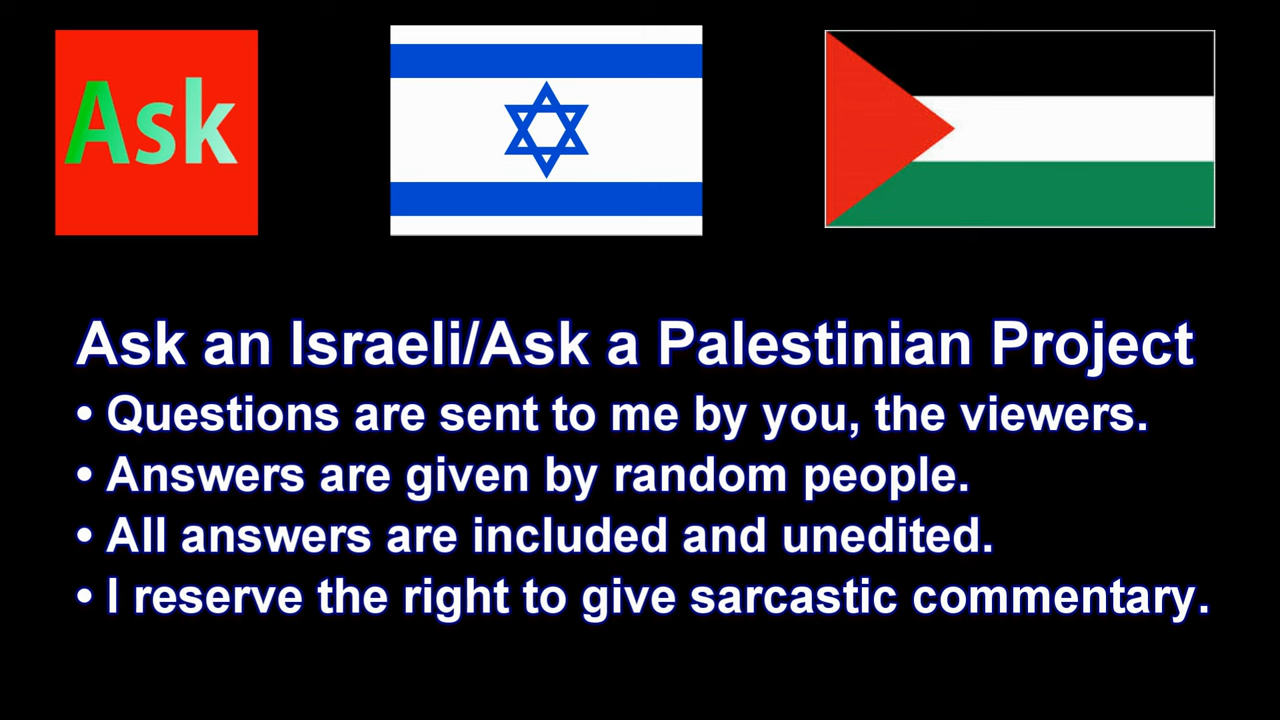 Ask
Ask an Israeli/Ask a Palestinian Project
• Questions are sent to me by you, the viewers.
• Answers are given by random people.
• All answers are included and unedited.
• I reserve the right to give sarcastic commentary.